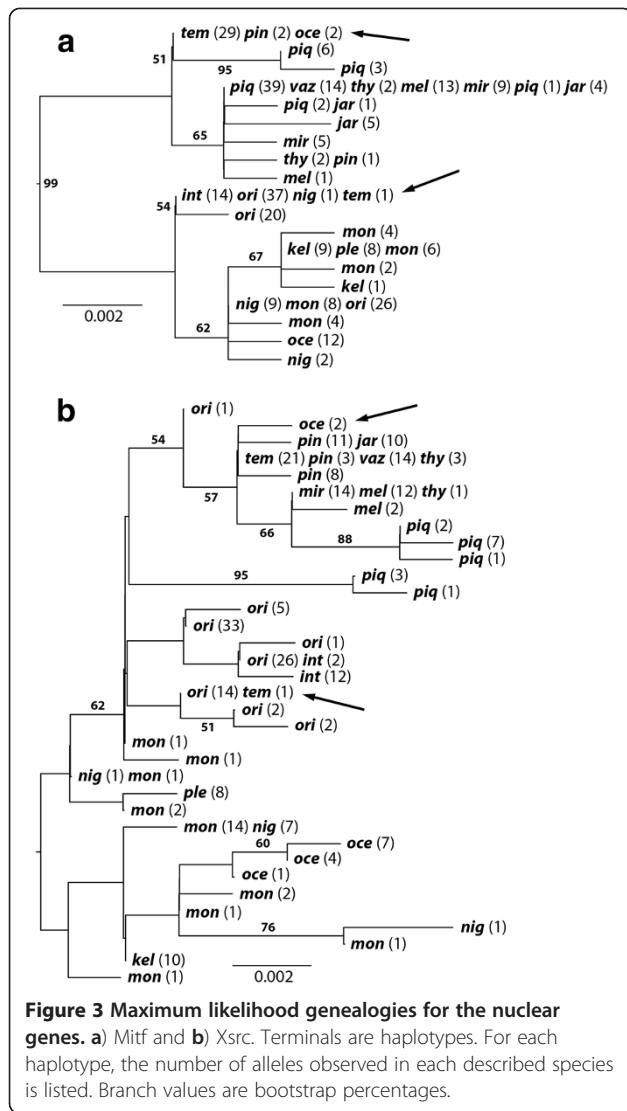 a
tem (29) pin (2) oce (2)
51
piq (6)
95
piq (3)
piq (39) vaz (14) thy (2) mel (13) mir (9) piq (1) jar (4)
piq (2) jar (1)
jar (5)
65
mir (5)
thy (2) pin (1)
mel (1)
99
int (14) ori (37) nig (1) tem (1)
54
ori (20)
mon (4)
67
kel (9) ple (8) mon (6)
mon (2)
kel (1)
nig (9) mon (8) ori (26)
0.002
mon (4)
62
oce (12)
nig (2)
b
ori (1)
54
oce (2)
pin (11) jar (10)
tem (21) pin (3) vaz (14) thy (3)
57
pin (8)
mir (14) mel (12) thy (1)
mel (2)
66
piq (2)
88
piq (7)
piq (1)
95
piq (3)
piq (1)
ori (5)
ori (33)
ori (1)
ori (26) int (2)
int (12)
ori (14) tem (1)
62
ori (2)
51
ori (2)
mon (1)
mon (1)
nig (1) mon (1)
ple (8)
mon (2)
mon (14) nig (7)
60
oce (7)
oce (4)
oce (1)
mon (2)
mon (1)
76
nig (1)
mon (1)
kel (10)
mon (1)
0.002
Figure 3 Maximum likelihood genealogies for the nuclear
genes. a) Mitf and b) Xsrc. Terminals are haplotypes. For each
haplotype, the number of alleles observed in each described species
is listed. Branch values are bootstrap percentages.